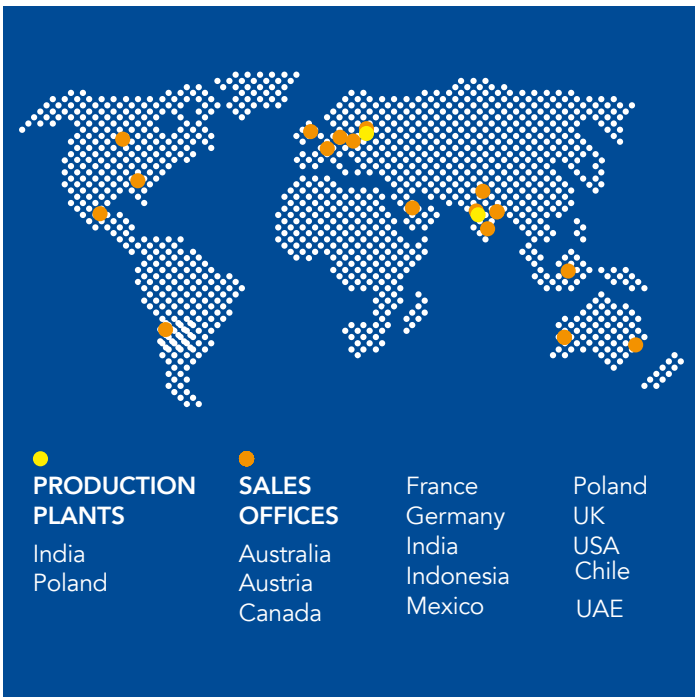 PRODUCTION
PLANTS
India
Poland
SALES
OFFICES
Australia
Austria
Canada
France
Germany
India
Indonesia
Mexico
Poland
UK
USA
Chile
UAE